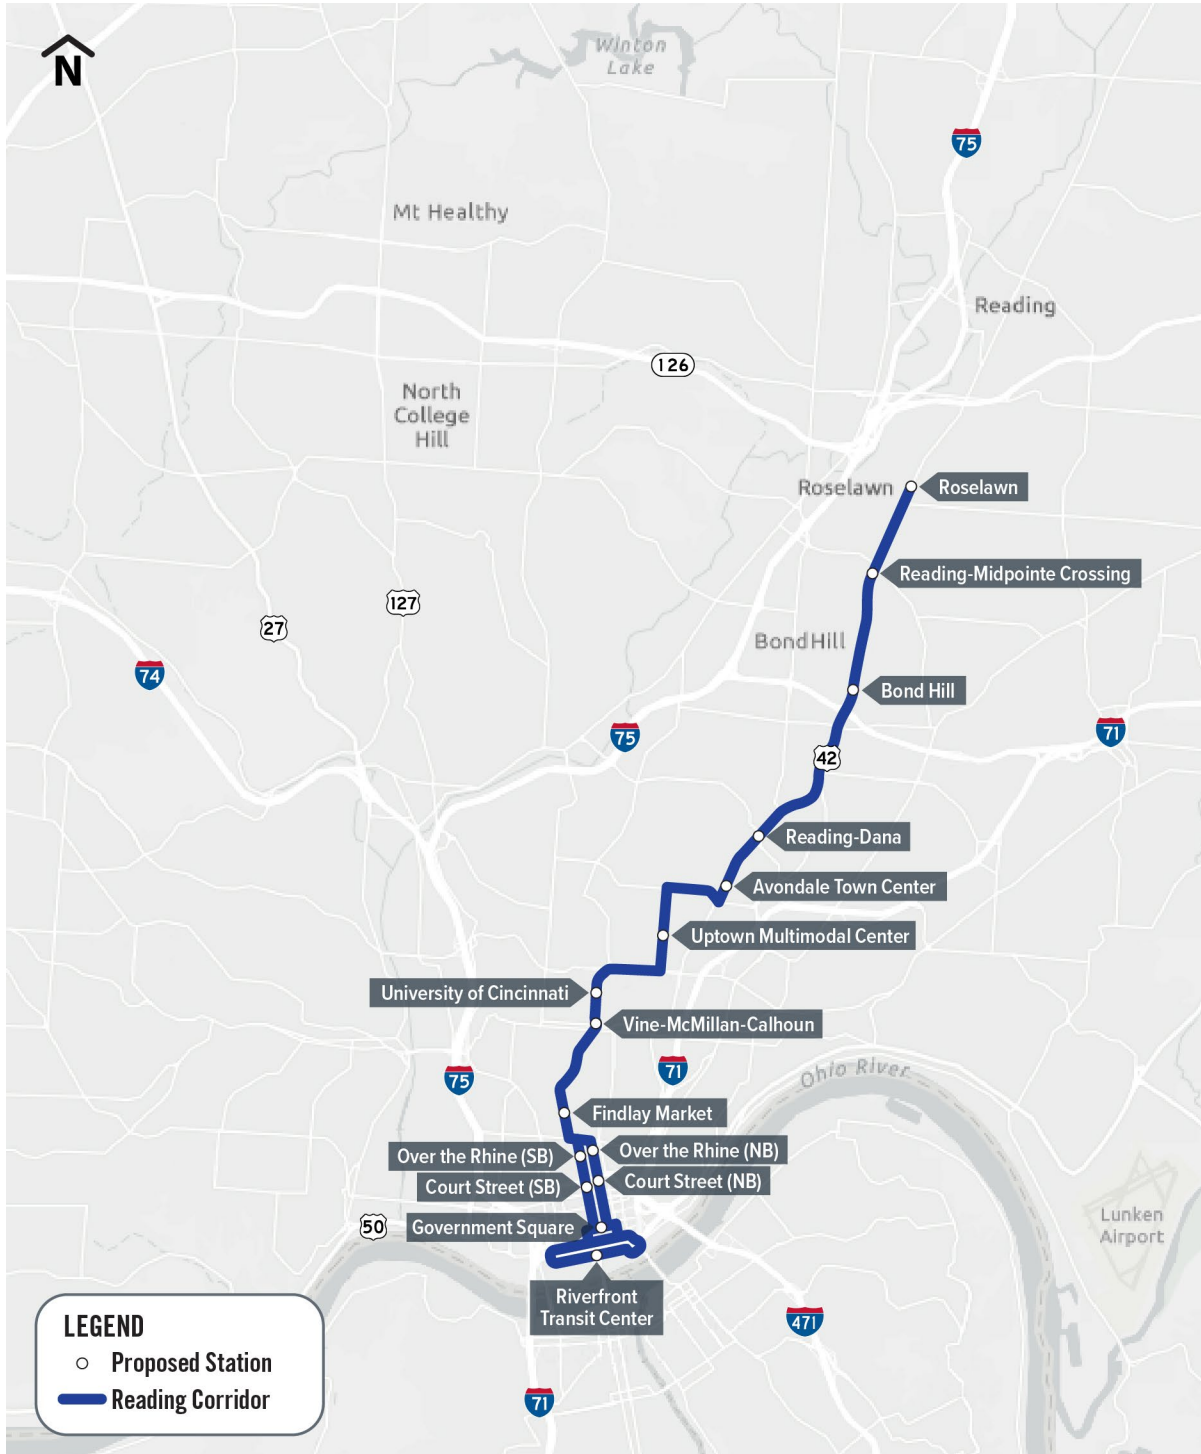 N
Winton
Lake
75
Mt Healthy
Reading
126
North
College
Hill
Roselawn
Roselawn
Reading-Midpointe Crossing
127
27
Bond Hill
74
Bond Hill
75
71
42
Reading-Dana
Avondale Town Center
Uptown Multimodal Center
University of Cincinnati
Vine-McMillan-Calhoun
75
71
Ohio River
Findlay Market
Over the Rhine (SB)
Over the Rhine (NB)
Court Street (SB)
Court Street (NB)
50
Government Square
Lunken
Airport
Riverfront
Transit Center
471
71
LEGEND
Proposed Station
Reading Corridor